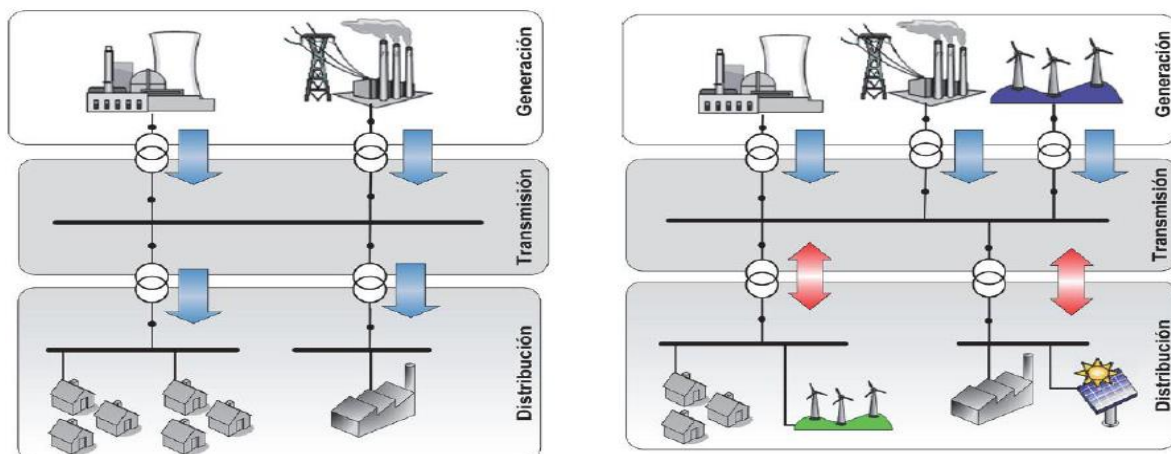 Generación
Transmisión
Distribución
Generación
Transmisión
Distribución